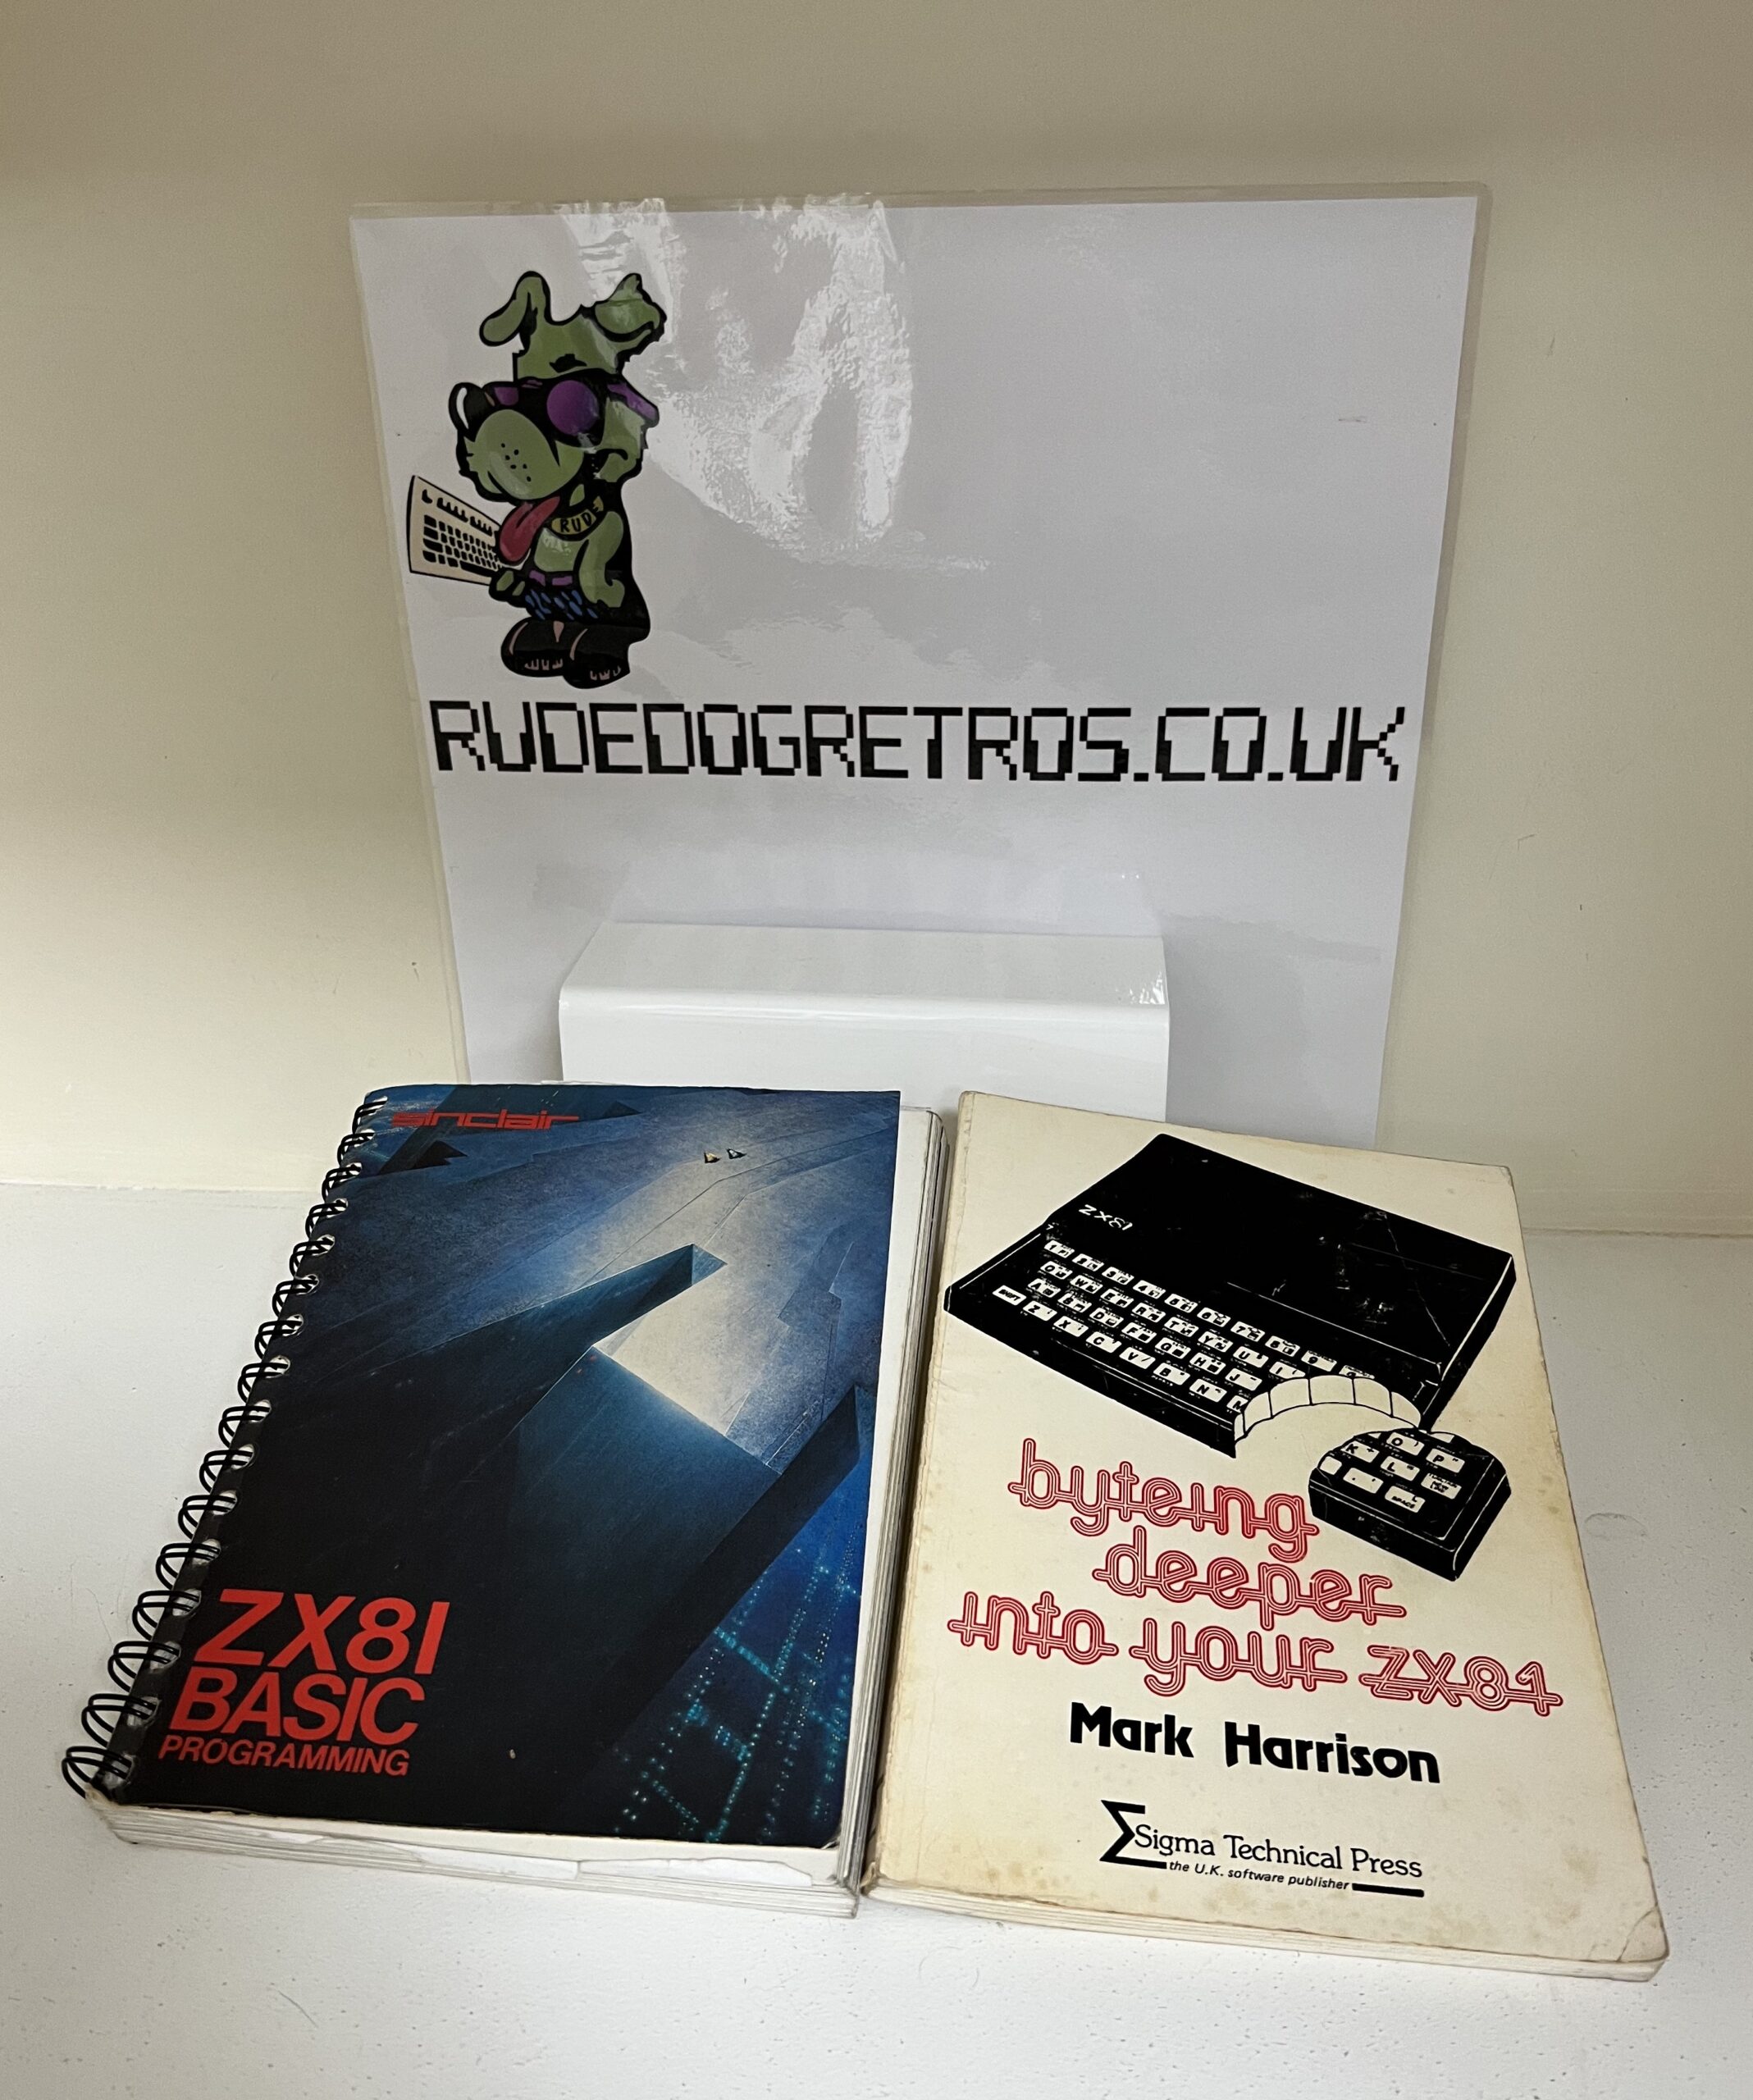 RUDE
RUDEDOGRETROS.CO.UK
sinclair
ZX81
BASIC
PROGRAMMING
ZX81
byteing
deeper
into your zx81
Mark Harrison
Sigma Technical Press
the U.K. software publisher